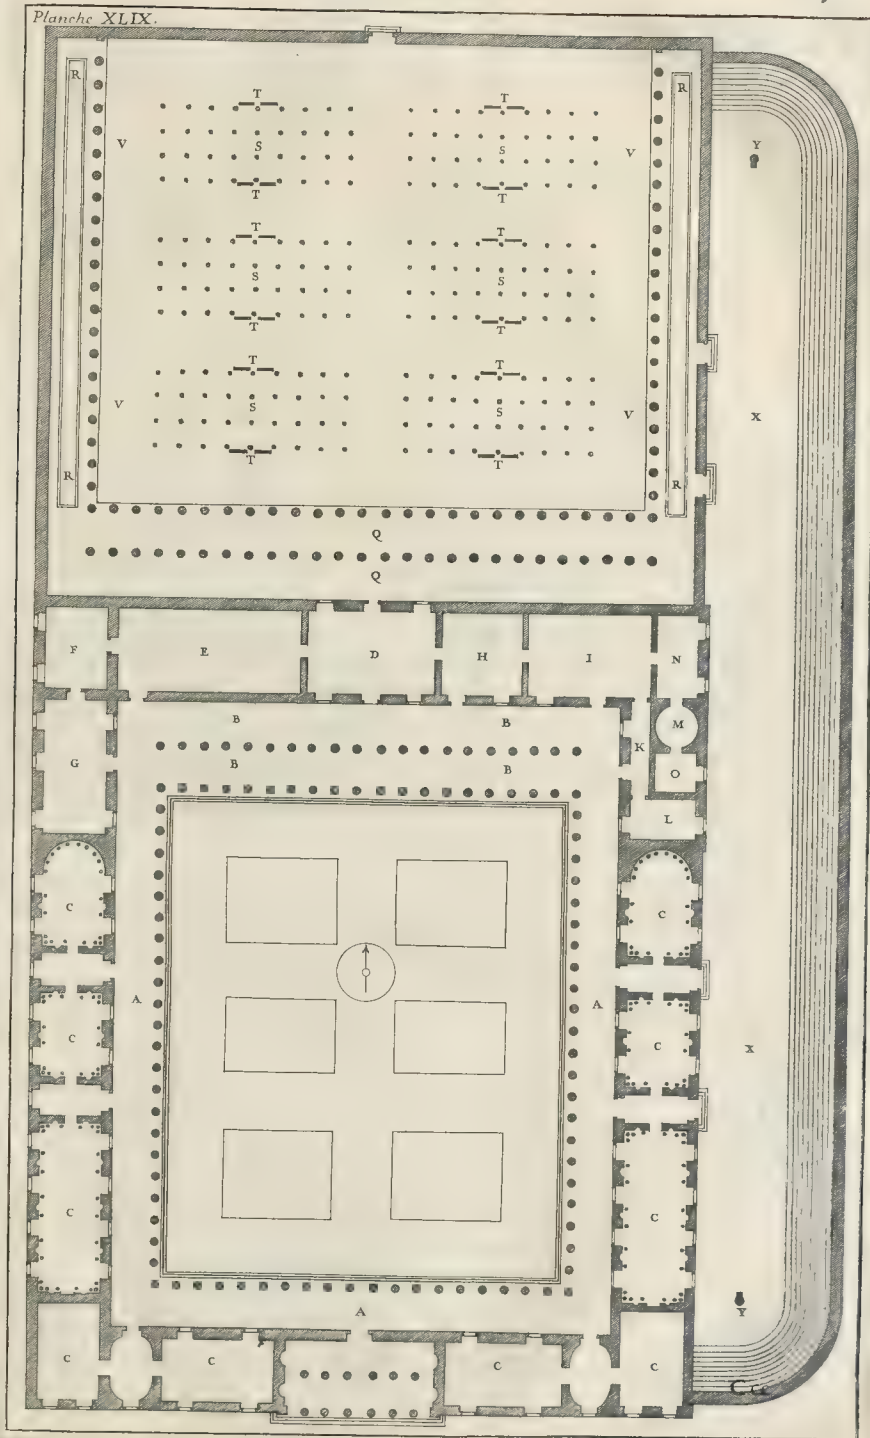 Planche XLIX.
R R
T T
V S S V
Y
T T
T T
S S
T T
T T
V S S V X
T T
R R
Q
Q
F E D H I N
B B
M
K
G B B O
L
C C
A A
C C
X
C C
Y
A
C C C C